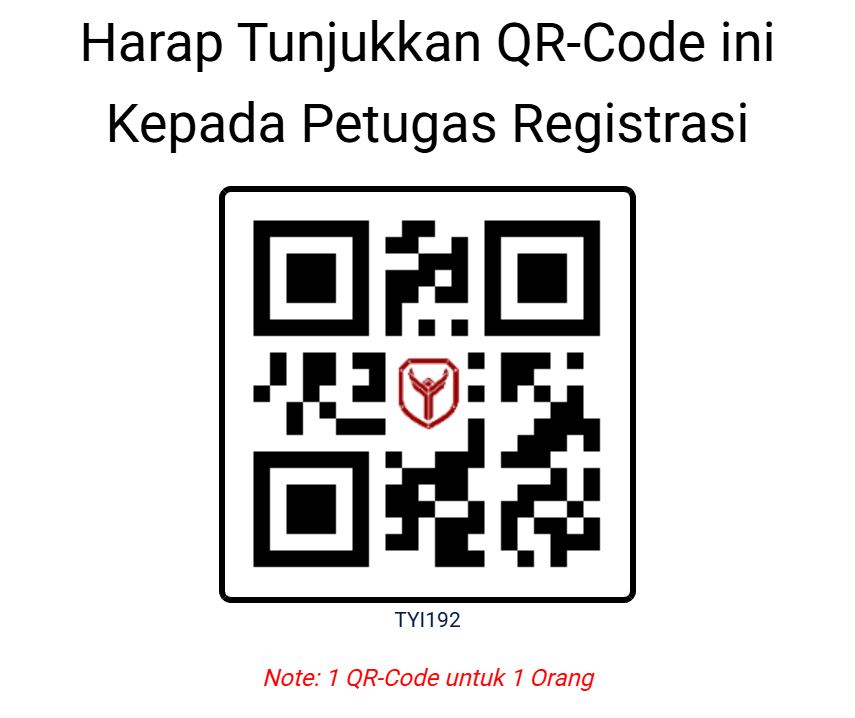 Harap Tunjukkan QR-Code ini
Kepada Petugas Registrasi
TYI192
Note: 1 QR-Code untuk 1 Orang